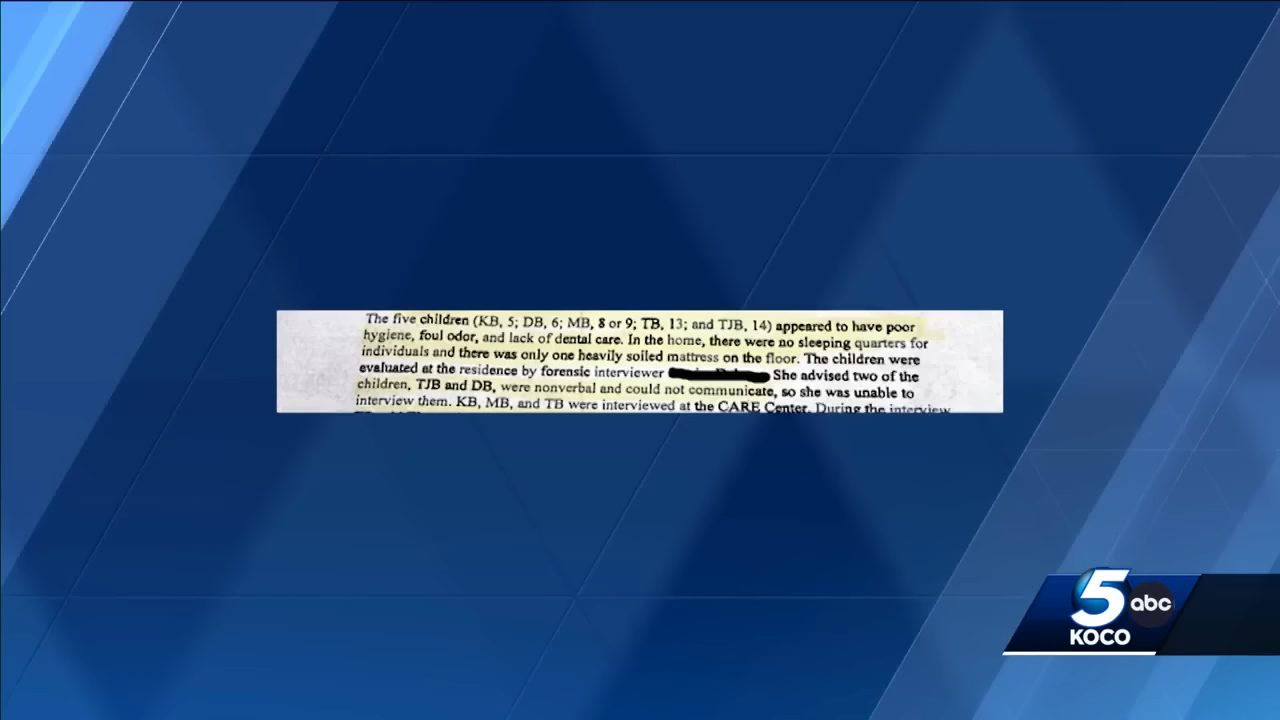 The five children (KB, 5; DB, 6; MB, 8 or 9; TB, 13; and TJB, 14) appeared to have poor
hygiene, foul odor, and lack of dental care. In the home, there were no sleeping quarters for
individuals and there was only one heavily soiled mattress on the floor. The children were
evaluated at the residence by forensic interviewer She advised two of the
children, TJB and DB, were nonverbal and could not communicate, so she was unable to
interview them. KB, MB, and TB were interviewed at the CARE Center. During the interview
5 abc
KOCO